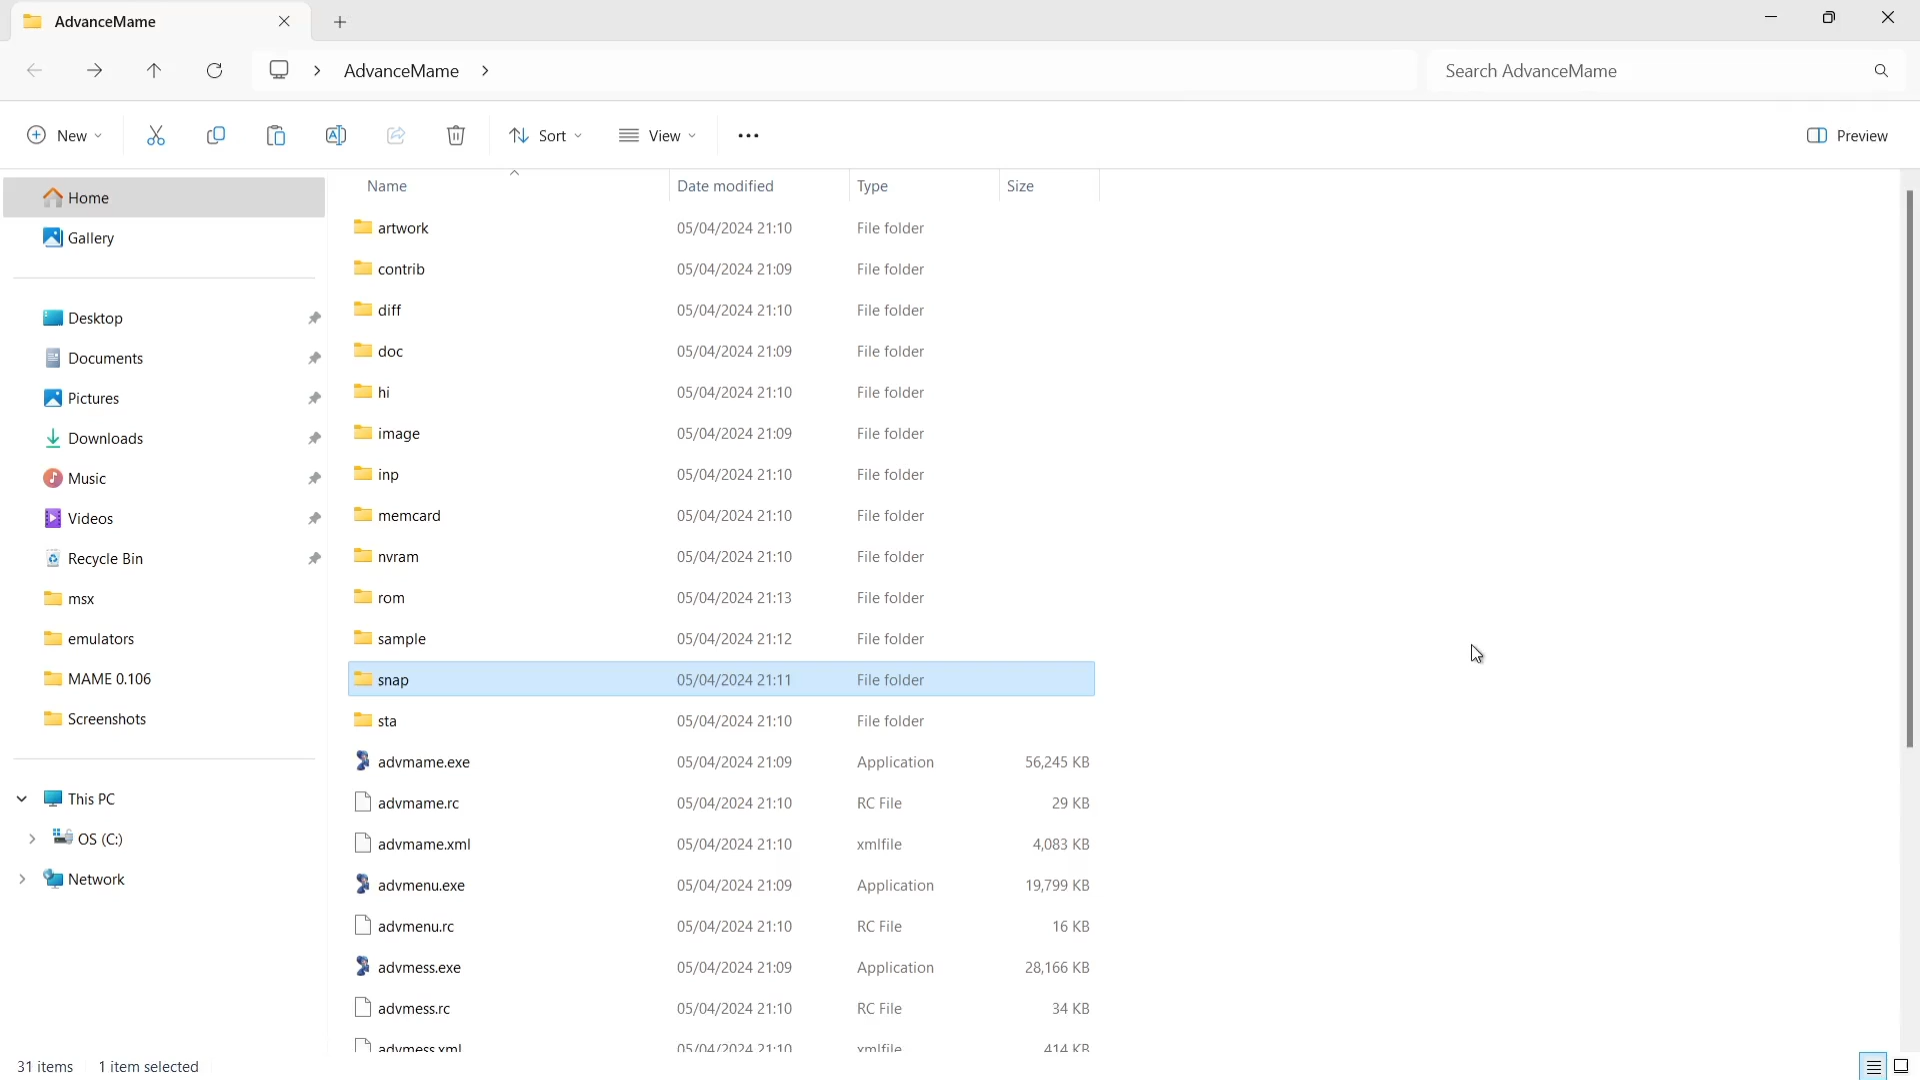 AdvanceMame
AdvanceMame
Search AdvanceMame
New
Sort
View
Preview
Home
Gallery
Desktop
Documents
Pictures
Downloads
Music
Videos
Recycle Bin
msx
emulators
MAME 0.106
Screenshots
This PC
OS (C:)
Network
Name Date modified Type Size
artwork 05/04/2024 21:10 File folder
contrib 05/04/2024 21:09 File folder
diff 05/04/2024 21:10 File folder
doc 05/04/2024 21:09 File folder
hi 05/04/2024 21:10 File folder
image 05/04/2024 21:09 File folder
inp 05/04/2024 21:10 File folder
memcard 05/04/2024 21:10 File folder
nvram 05/04/2024 21:10 File folder
rom 05/04/2024 21:13 File folder
sample 05/04/2024 21:12 File folder
snap 05/04/2024 21:11 File folder
sta 05/04/2024 21:10 File folder
advmame.exe 05/04/2024 21:09 Application 56,245 KB
advmame.rc 05/04/2024 21:10 RC File 29 KB
advmame.xml 05/04/2024 21:10 xmlfile 4,083 KB
advmenu.exe 05/04/2024 21:09 Application 19,799 KB
advmenu.rc 05/04/2024 21:10 RC File 16 KB
advmess.exe 05/04/2024 21:09 Application 28,166 KB
advmess.rc 05/04/2024 21:10 RC File 34 KB
advmess.xml 05/04/2024 21:10 xmlfile 414 KB
31 items 1 item selected